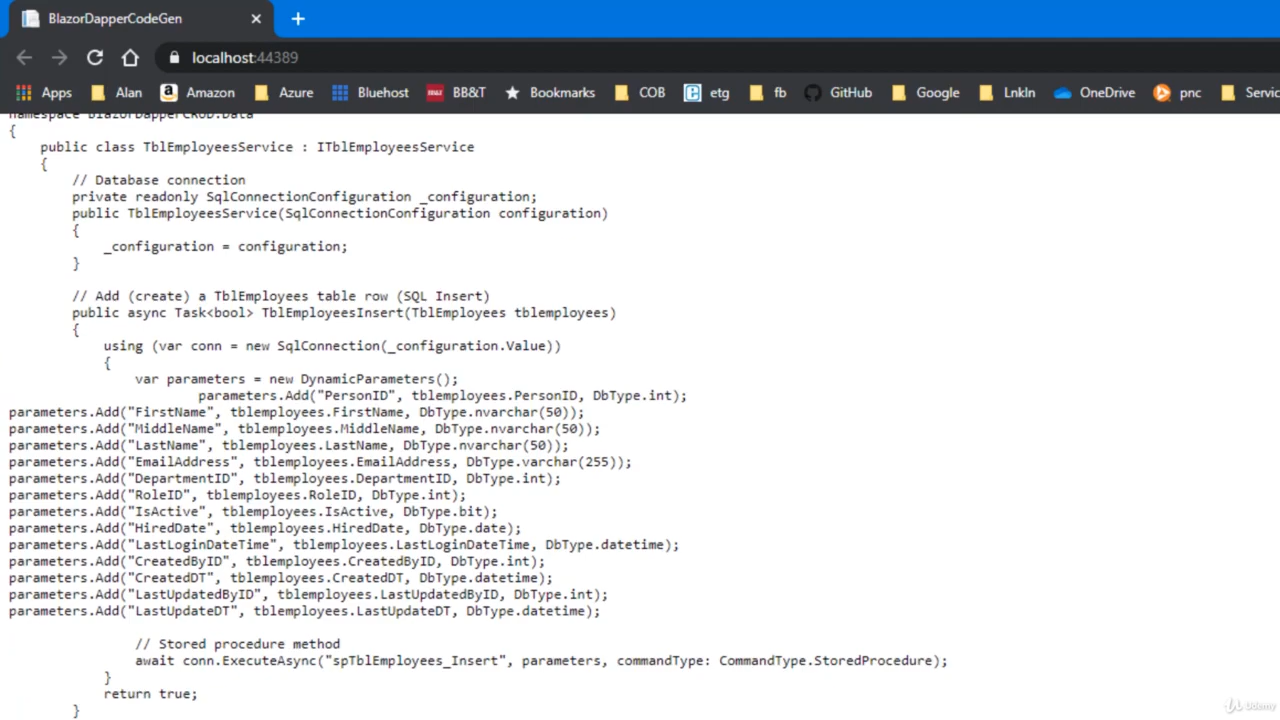 BlazorDapperCodeGen
localhost:44389
Apps Alan Amazon Azure Bluehost BB&T Bookmarks COB etg fb GitHub Google LnkIn OneDrive pnc Servic
namespace BlazorDapperCRUD.Data
{
public class TblEmployeesService : ITblEmployeesService
{
// Database connection
private readonly SqlConnectionConfiguration _configuration;
public TblEmployeesService(SqlConnectionConfiguration configuration)
{
_configuration = configuration;
}
// Add (create) a TblEmployees table row (SQL Insert)
public async Task<bool> TblEmployeesInsert(TblEmployees tblemployees)
{
using (var conn = new SqlConnection(_configuration.Value))
{
var parameters = new DynamicParameters();
parameters.Add("PersonID", tblemployees.PersonID, DbType.int);
parameters.Add("FirstName", tblemployees.FirstName, DbType.nvarchar(50));
parameters.Add("MiddleName", tblemployees.MiddleName, DbType.nvarchar(50));
parameters.Add("LastName", tblemployees.LastName, DbType.nvarchar(50));
parameters.Add("EmailAddress", tblemployees.EmailAddress, DbType.varchar(255));
parameters.Add("DepartmentID", tblemployees.DepartmentID, DbType.int);
parameters.Add("RoleID", tblemployees.RoleID, DbType.int);
parameters.Add("IsActive", tblemployees.IsActive, DbType.bit);
parameters.Add("HiredDate", tblemployees.HiredDate, DbType.date);
parameters.Add("LastLoginDateTime", tblemployees.LastLoginDateTime, DbType.datetime);
parameters.Add("CreatedByID", tblemployees.CreatedByID, DbType.int);
parameters.Add("CreatedDT", tblemployees.CreatedDT, DbType.datetime);
parameters.Add("LastUpdatedByID", tblemployees.LastUpdatedByID, DbType.int);
parameters.Add("LastUpdateDT", tblemployees.LastUpdateDT, DbType.datetime);
// Stored procedure method
await conn.ExecuteAsync("spTblEmployees_Insert", parameters, commandType: CommandType.StoredProcedure);
}
return true;
}
Udemy